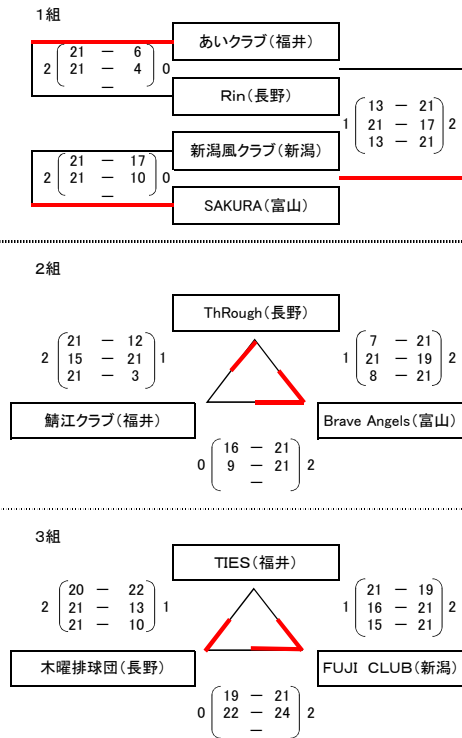 1組
あいクラブ(福井)
2 21 － 6 0
21 － 4
－
Rin(長野)
1 13 － 21 2
21 － 17
13 － 21
新潟風クラブ(新潟)
2 21 － 17 0
21 － 10
－
SAKURA(富山)
2組
ThRough(長野)
2 21 － 12 1
15 － 21
21 － 3
1 7 － 21 2
21 － 19
8 － 21
鯖江クラブ(福井)
Brave Angels(富山)
0 16 － 21 2
9 － 21
－
3組
TIES(福井)
2 20 － 22 1
21 － 13
21 － 10
1 21 － 19 2
16 － 21
15 － 21
木曜排球団(長野)
FUJI CLUB(新潟)
0 19 － 21 2
22 － 24
－